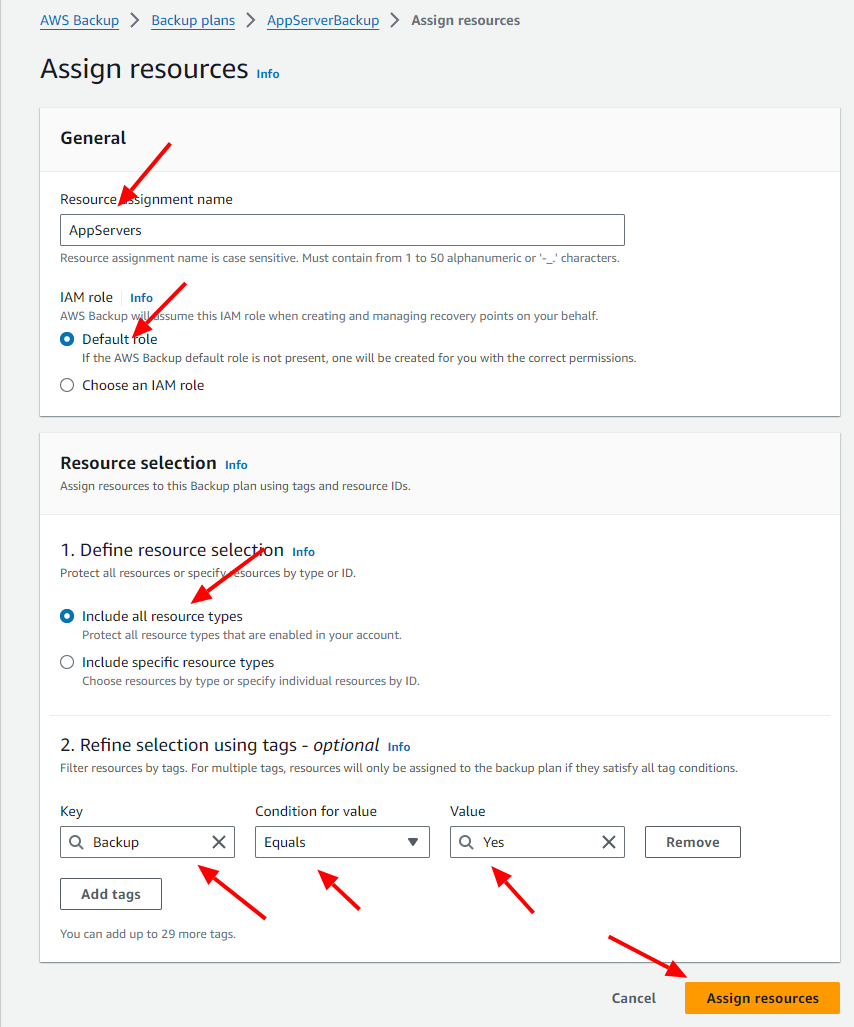 AWS Backup > Backup plans > AppServerBackup > Assign resources
Assign resources Info
General
Resource assignment name
AppServers
Resource assignment name is case sensitive. Must contain from 1 to 50 alphanumeric or '-_.' characters.
IAM role Info
AWS Backup will assume this IAM role when creating and managing recovery points on your behalf.
Default role
If the AWS Backup default role is not present, one will be created for you with the correct permissions.
Choose an IAM role
Resource selection Info
Assign resources to this Backup plan using tags and resource IDs.
1. Define resource selection Info
Protect all resources or specify resources by type or ID.
Include all resource types
Protect all resource types that are enabled in your account.
Include specific resource types
Choose resources by type or specify individual resources by ID.
2. Refine selection using tags - optional Info
Filter resources by tags. For multiple tags, resources will only be assigned to the backup plan if they satisfy all tag conditions.
Key Condition for value Value
Backup Equals Yes Remove
Add tags
You can add up to 29 more tags.
Cancel Assign resources